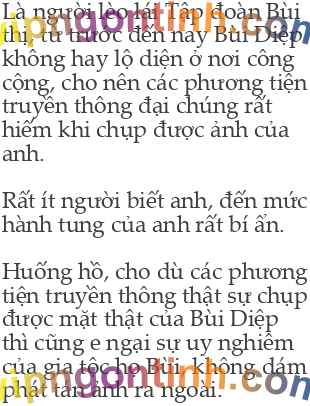 Là người lèo lái Tập đoàn Bùi
thị, từ trước đến nay Bùi Diệp
không hay lộ diện ở nơi công
cộng, cho nên các phương tiện
truyền thông đại chúng rất
hiếm khi chụp được ảnh của
anh.
Rất ít người biết anh, đến mức
hành tung của anh rất bí ẩn.
Huống hồ, cho dù các phương
tiện truyền thông thật sự chụp
được mặt thật của Bùi Diệp
thì cũng e ngại sự uy nghiêm
của gia tộc họ Bùi, không dám
phát tán ảnh ra ngoài.
vipngontinh.com
vipngontinh.com